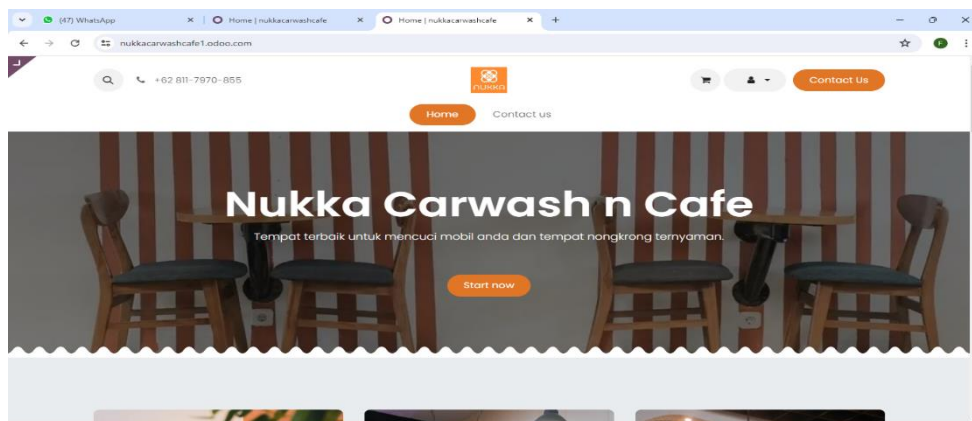 (47) WhatsApp
Home | nukkacarwashcafe
Home | nukkacarwashcafe
nukkacarwashcafe1.odoo.com
F
+62 811-7970-855
nukka
Contact Us
Home
Contact us
Nukka Carwash n Cafe
Tempat terbaik untuk mencuci mobil anda dan tempat nongkrong ternyaman.
Start now